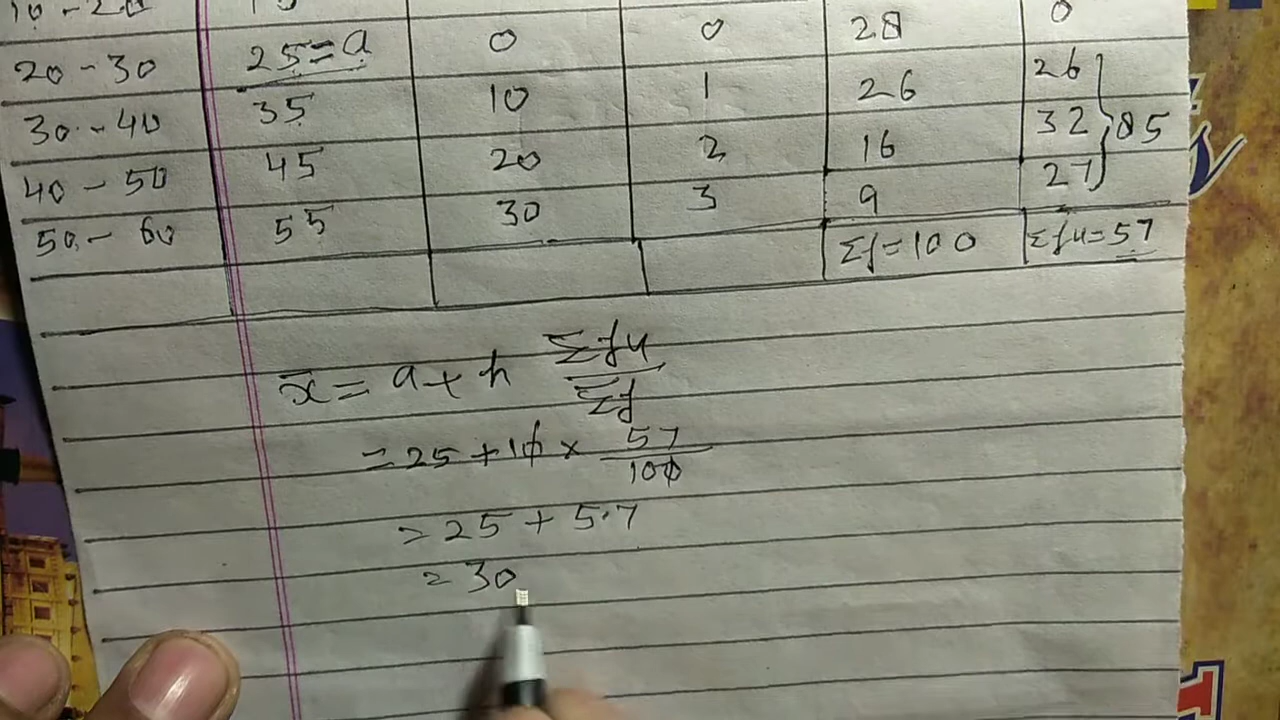 10-20
20-30 25=a 0 0 28 0
30-40 35 10 1 26 26
40-50 45 20 2 16 32 85
50-60 55 30 3 9 27
Σf=100 Σfu=57
x̄ = a + h Σfu/Σf
= 25 + 10 × 57/100
= 25 + 5.7
= 30